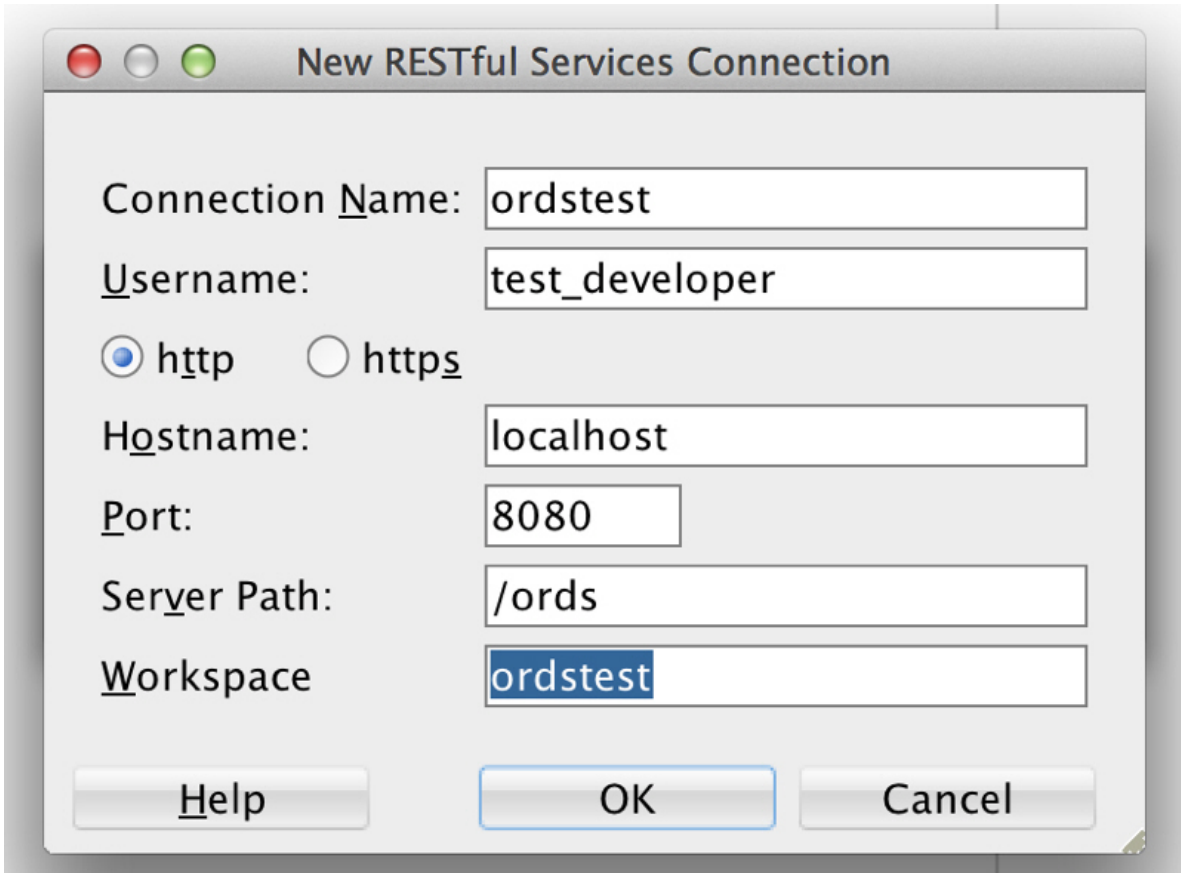 New RESTful Services Connection
Connection Name: ordstest
Username: test_developer
http https
Hostname: localhost
Port: 8080
Server Path: /ords
Workspace ordstest
Help OK Cancel